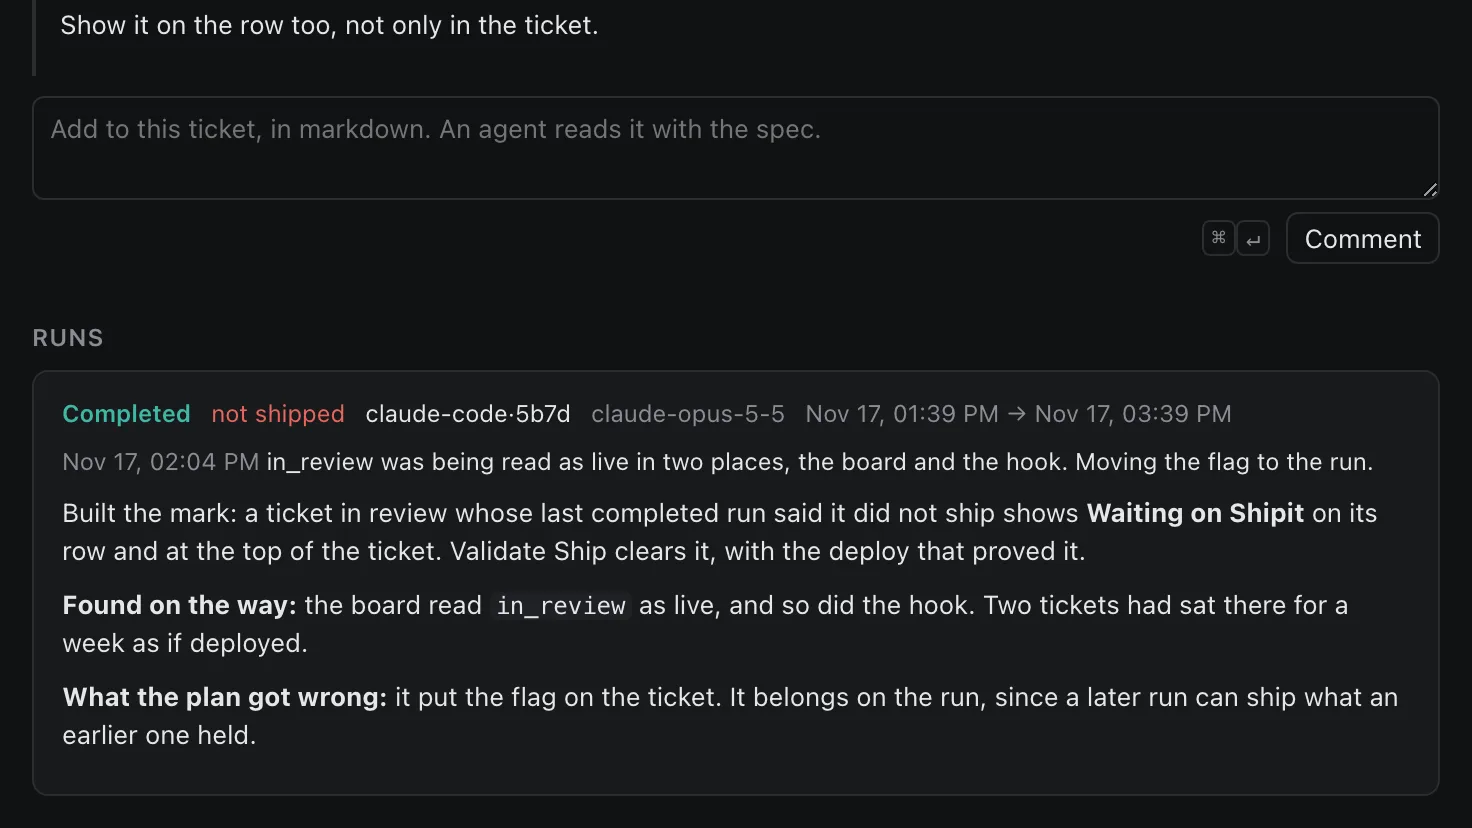 Show it on the row too, not only in the ticket.
Add to this ticket, in markdown. An agent reads it with the spec.
⌘ ↵ Comment
RUNS
Completed not shipped claude-code·5b7d claude-opus-5-5 Nov 17, 01:39 PM → Nov 17, 03:39 PM
Nov 17, 02:04 PM in_review was being read as live in two places, the board and the hook. Moving the flag to the run.
Built the mark: a ticket in review whose last completed run said it did not ship shows Waiting on Shipit on its
row and at the top of the ticket. Validate Ship clears it, with the deploy that proved it.
Found on the way: the board read in_review as live, and so did the hook. Two tickets had sat there for a
week as if deployed.
What the plan got wrong: it put the flag on the ticket. It belongs on the run, since a later run can ship what an
earlier one held.